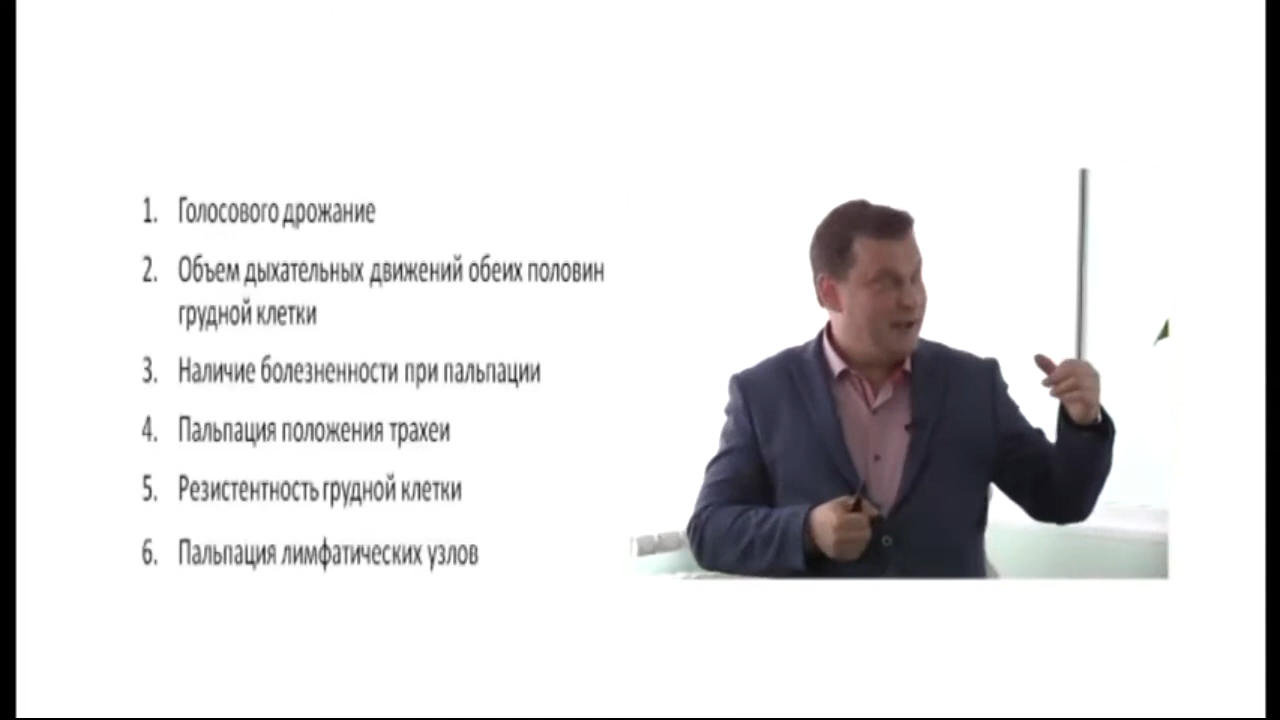 1. Голосового дрожание
2. Объем дыхательных движений обеих половин
грудной клетки
3. Наличие болезненности при пальпации
4. Пальпация положения трахеи
5. Резистентность грудной клетки
6. Пальпация лимфатических узлов